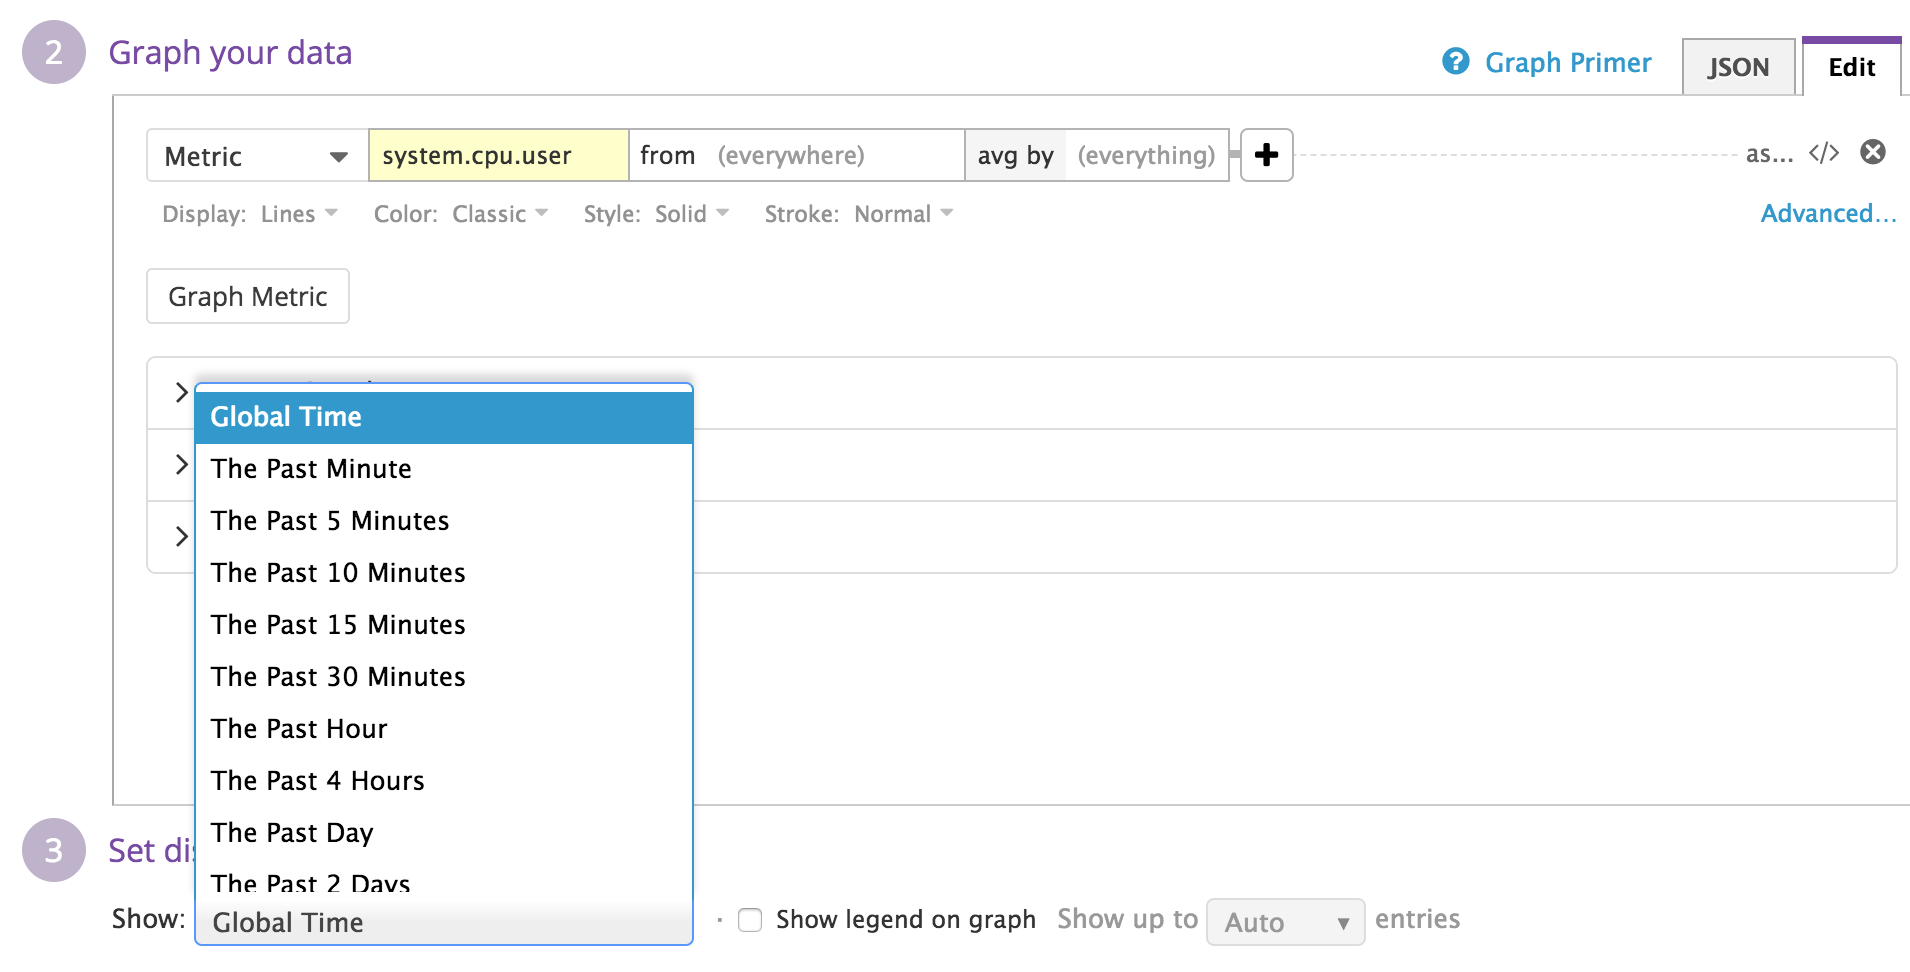 2 Graph your data
? Graph Primer JSON Edit
Metric system.cpu.user from (everywhere) avg by (everything) as... </>
Display: Lines Color: Classic Style: Solid Stroke: Normal Advanced...
Graph Metric
Global Time
The Past Minute
The Past 5 Minutes
The Past 10 Minutes
The Past 15 Minutes
The Past 30 Minutes
The Past Hour
The Past 4 Hours
The Past Day
3 Set
The Past 2 Days
Show: Global Time Show legend on graph Show up to Auto entries